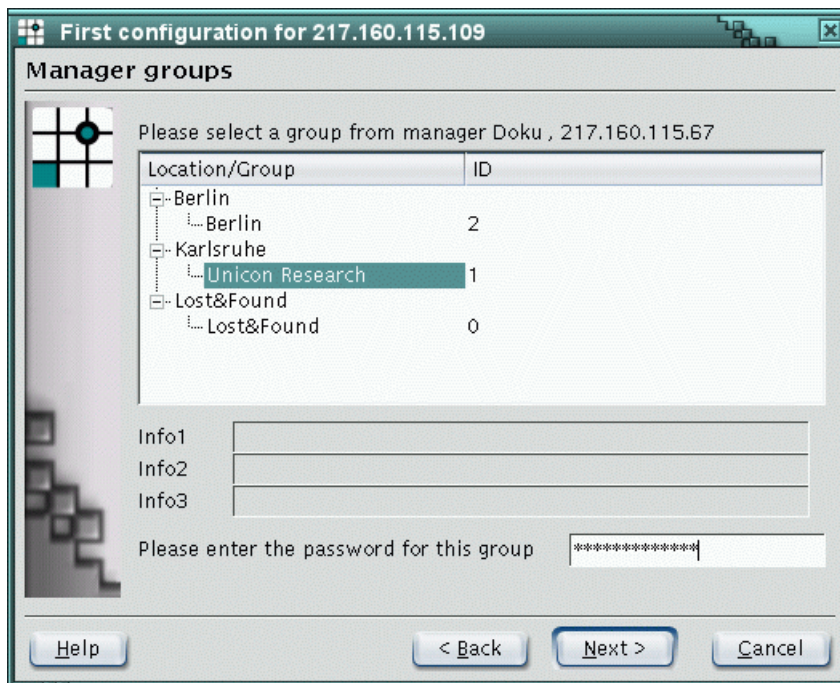 First configuration for 217.160.115.109
Manager groups
Please select a group from manager Doku , 217.160.115.67
Location/Group ID
Berlin
Berlin 2
Karlsruhe
Unicon Research 1
Lost&Found
Lost&Found 0
Info1
Info2
Info3
Please enter the password for this group *************
Help < Back Next > Cancel